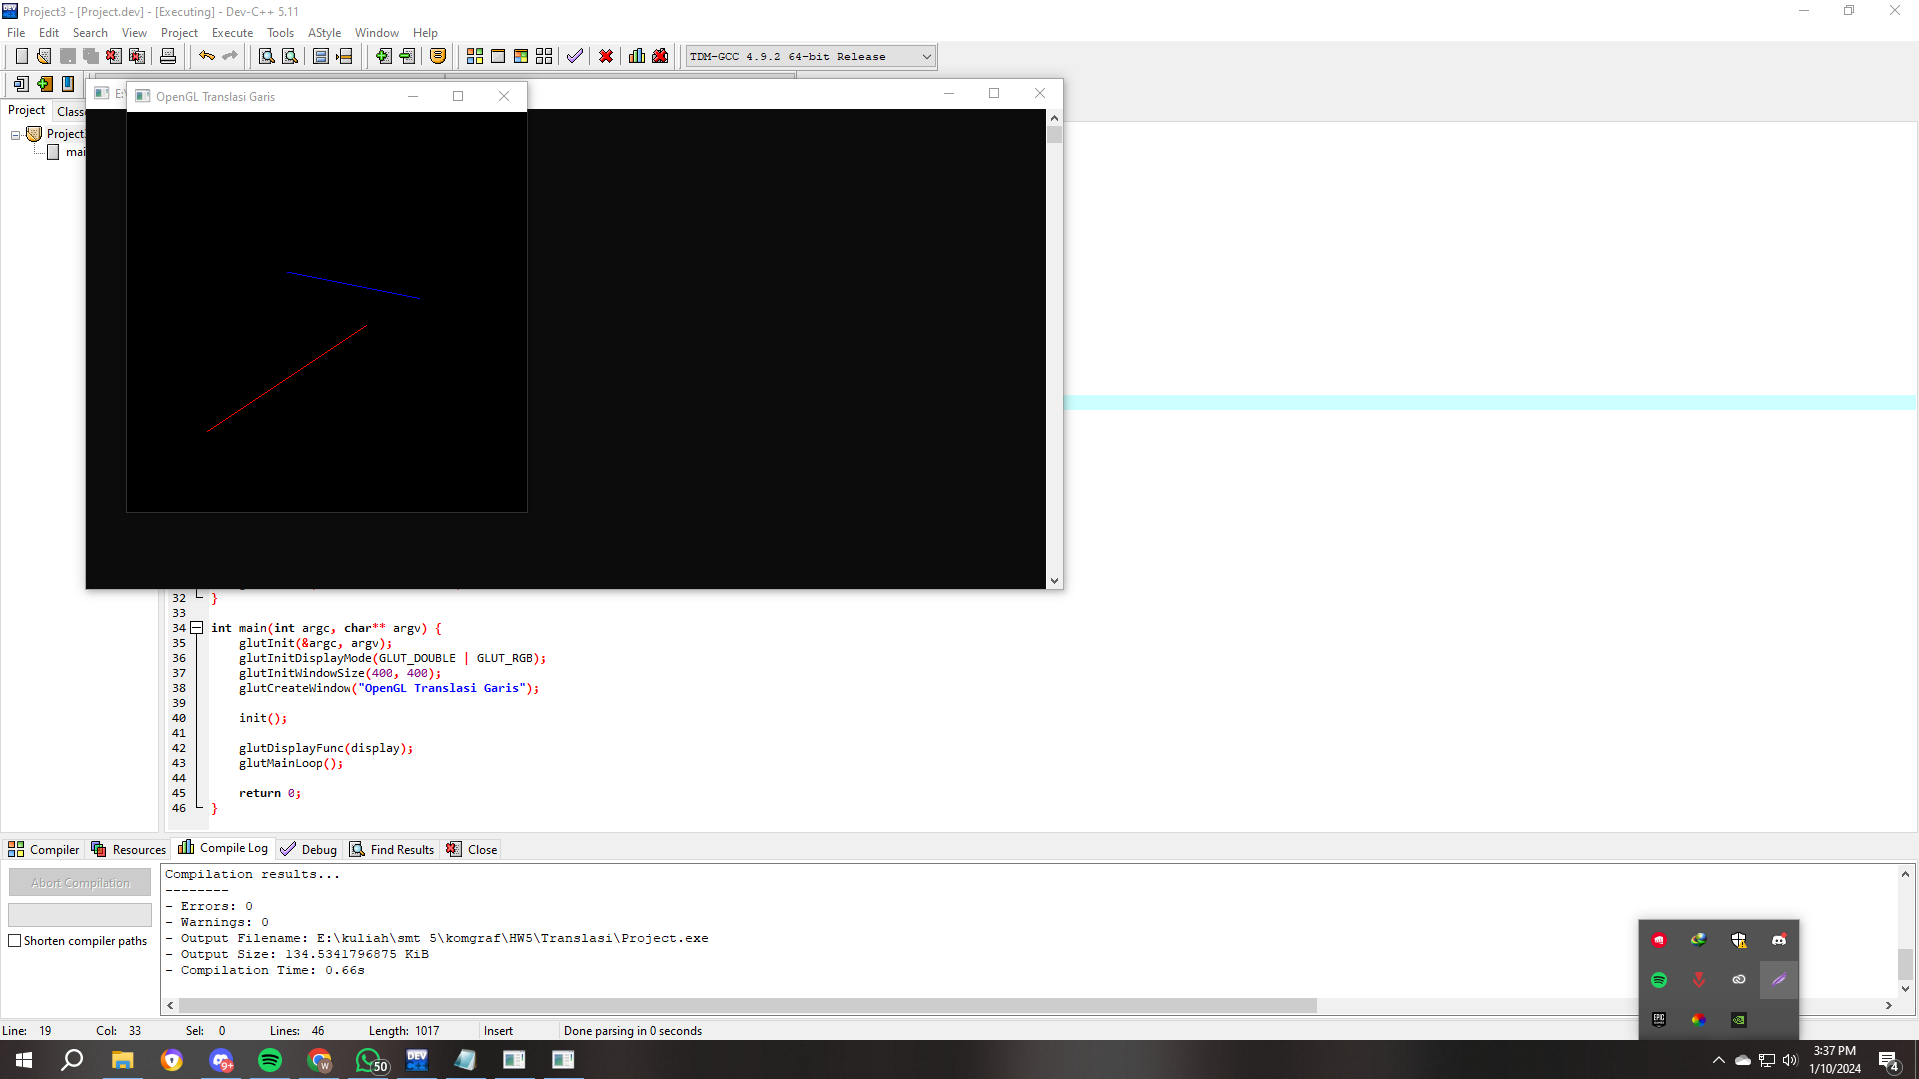 Project3 - [Project.dev] - [Executing] - Dev-C++ 5.11
File Edit Search View Project Execute Tools AStyle Window Help
TDM-GCC 4.9.2 64-bit Release
E:\
OpenGL Translasi Garis
Project Classe
Project3
mai
32 }
33
34 int main(int argc, char** argv) {
35 glutInit(&argc, argv);
36 glutInitDisplayMode(GLUT_DOUBLE | GLUT_RGB);
37 glutInitWindowSize(400, 400);
38 glutCreateWindow("OpenGL Translasi Garis");
39
40 init();
41
42 glutDisplayFunc(display);
43 glutMainLoop();
44
45 return 0;
46 }
Compiler Resources Compile Log Debug Find Results Close
Abort Compilation
Shorten compiler paths
Compilation results...
--------
- Errors: 0
- Warnings: 0
- Output Filename: E:\kuliah\smt 5\komgraf\HW5\Translasi\Project.exe
- Output Size: 134.5341796875 KiB
- Compilation Time: 0.66s
Line: 19 Col: 33 Sel: 0 Lines: 46 Length: 1017 Insert Done parsing in 0 seconds
EPIC
9+
W
50
DEV C++
3:37 PM
1/10/2024
4